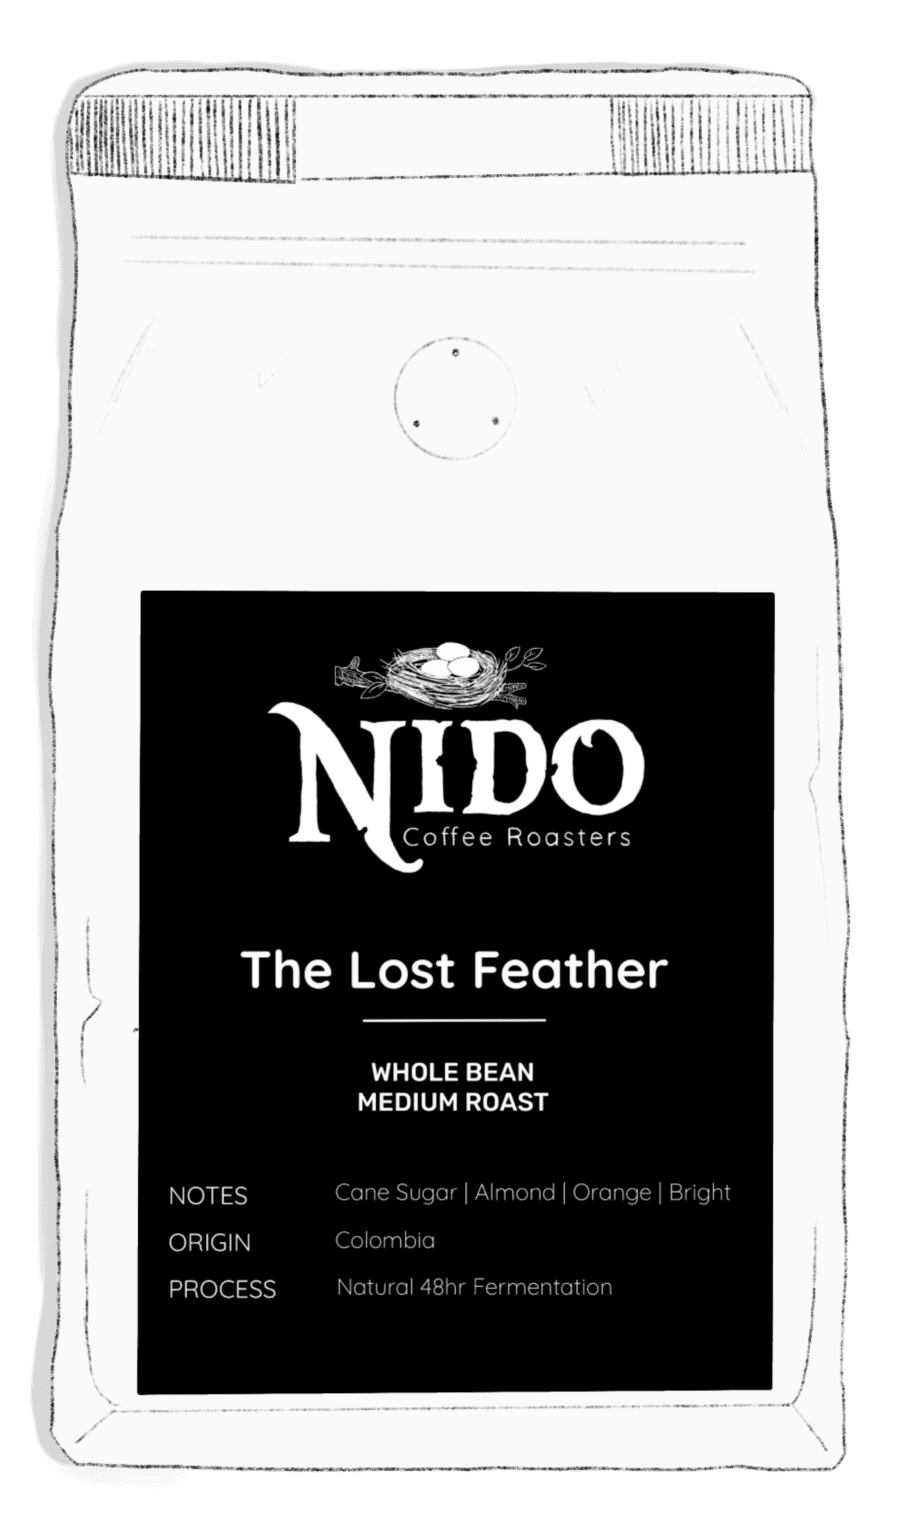 NIDO
Coffee Roasters
The Lost Feather
WHOLE BEAN
MEDIUM ROAST
NOTES Cane Sugar | Almond | Orange | Bright
ORIGIN Colombia
PROCESS Natural 48hr Fermentation